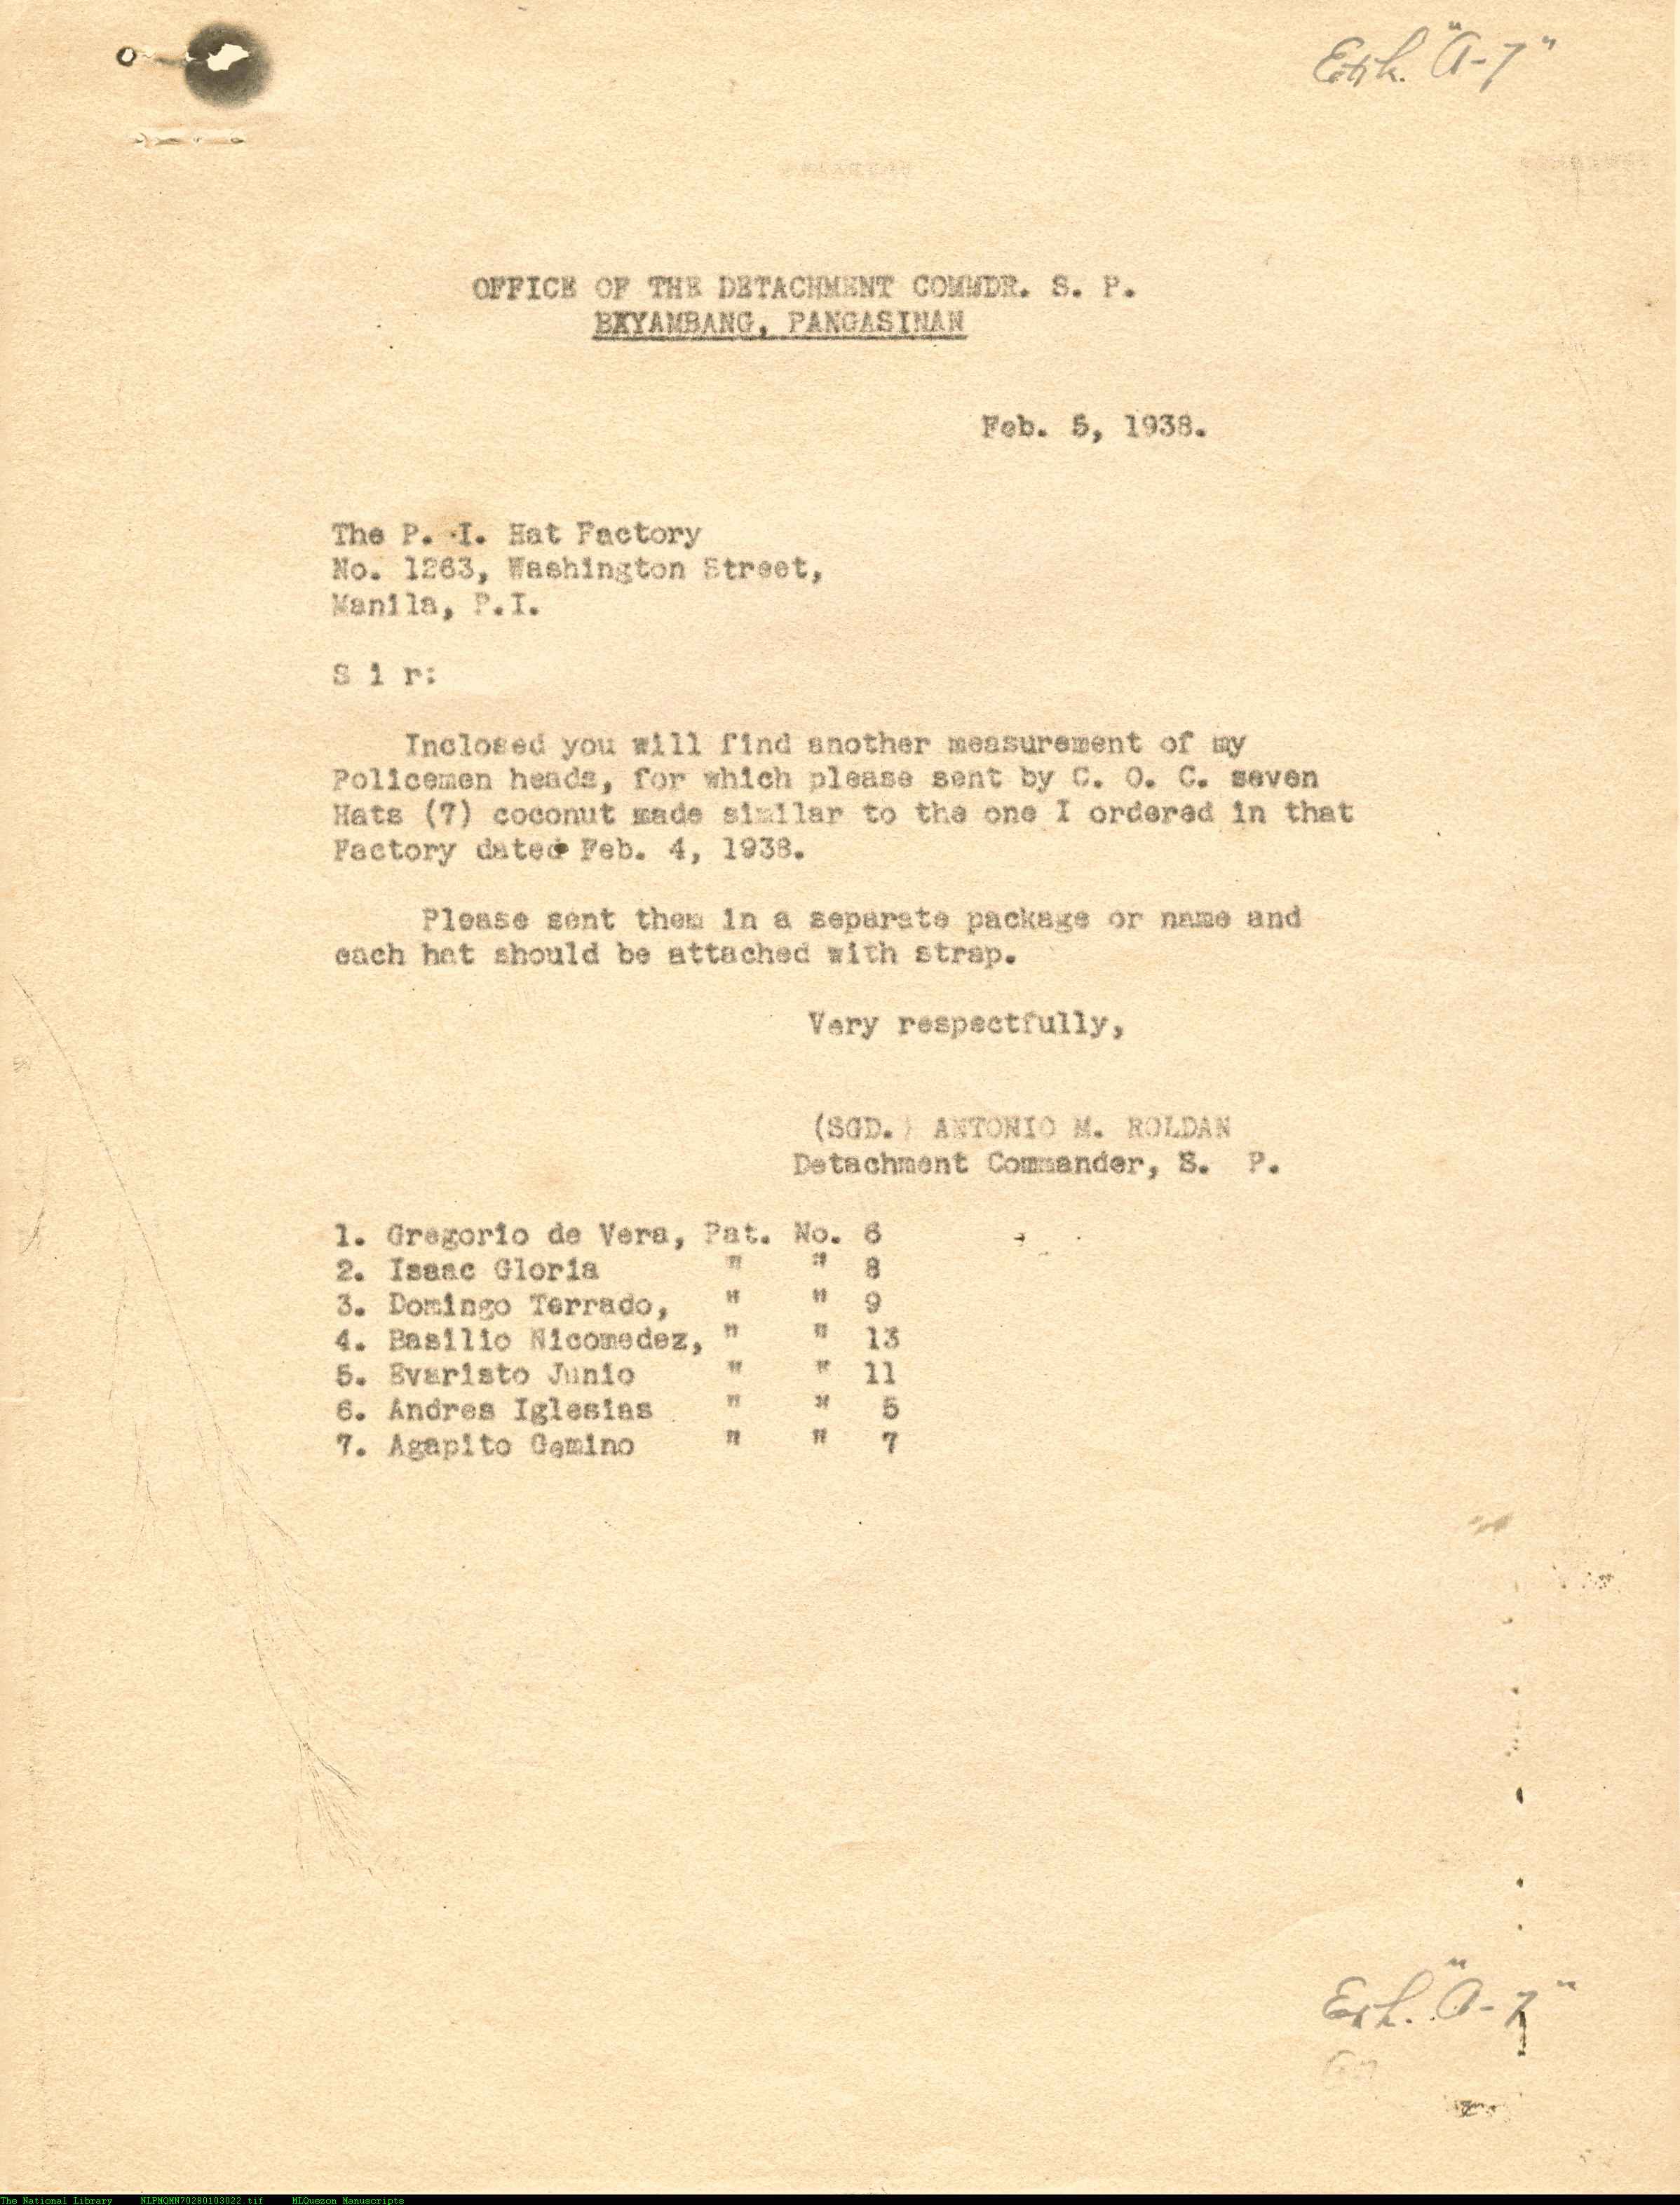 Exh. "A-7"
OFFICE OF THE DETACHMENT COMMDR. S. P.
BXYAMBANG, PANGASINAN
Feb. 5, 1938.
The P. I. Hat Factory
No. 1263, Washington Street,
Manila, P.I.
S i r:
Inclosed you will find another measurement of my
Policemen heads, for which please sent by C. O. C. seven
Hats (7) coconut made similar to the one I ordered in that
Factory dated Feb. 4, 1938.
Please sent them in a separate package or name and
each hat should be attached with strap.
Very respectfully,
(SGD.) ANTONIO M. ROLDAN
Detachment Commander, S. P.
1. Gregorio de Vera, Pat. No. 6
2. Isaac Gloria " " 8
3. Domingo Terrado, " " 9
4. Basilio Nicomedez, " " 13
5. Evaristo Junio " " 11
6. Andres Iglesias " " 5
7. Agapito Gamino " " 7
Exh. "A-7"
The National Library NLPMQMN70280103022.tif MLQuezon Manuscripts